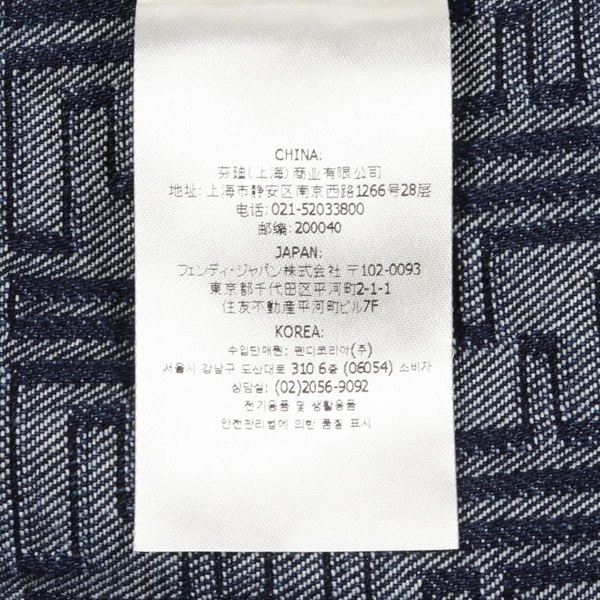 CHINA:
芬迪(上海)商业有限公司
地址: 上海市静安区南京西路1266号28层
电话: 021-52033800
邮编: 200040
JAPAN:
フェンディ・ジャパン株式会社 〒102-0093
東京都千代田区平河町2-1-1
住友不動産平河町ビル7F
KOREA:
수입판매원: 펜디코리아(주)
서울시 강남구 도산대로 310 6층 (06054) 소비자
상담실: (02)2056-9092
전기용품 및 생활용품
안전관리법에 의한 품질 표시